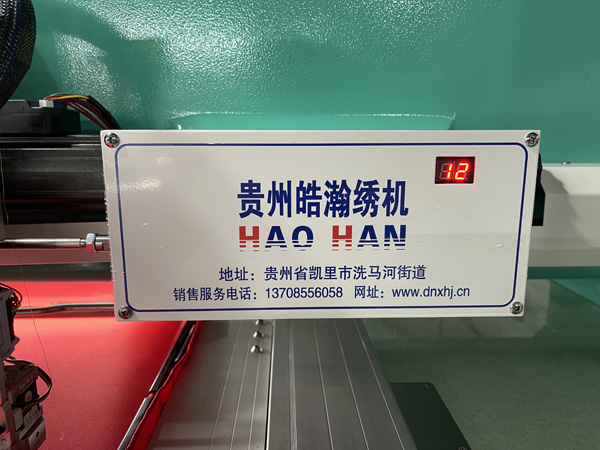 12
贵州皓瀚绣机
HAO HAN
地址：贵州省凯里市洗马河街道
销售服务电话：13708556058 网址：www.dnxhj.cn